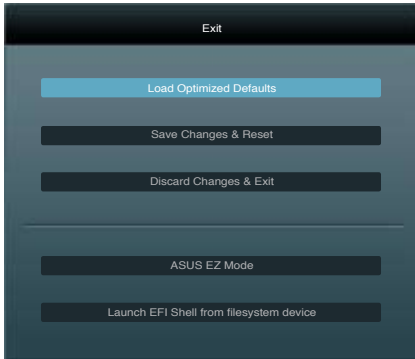 Exit
Load Optimized Defaults
Save Changes & Reset
Discard Changes & Exit
ASUS EZ Mode
Launch EFI Shell from filesystem device